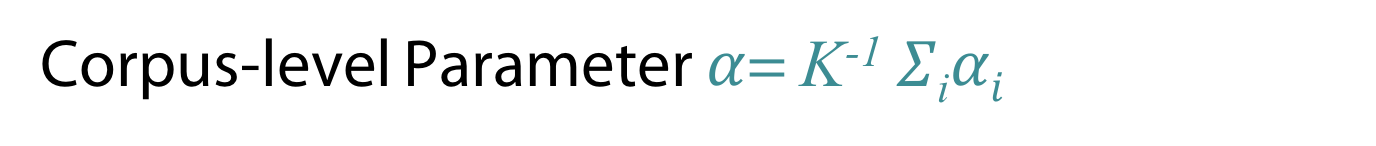 Corpus-level Parameter α= K⁻¹ Σᵢαᵢ